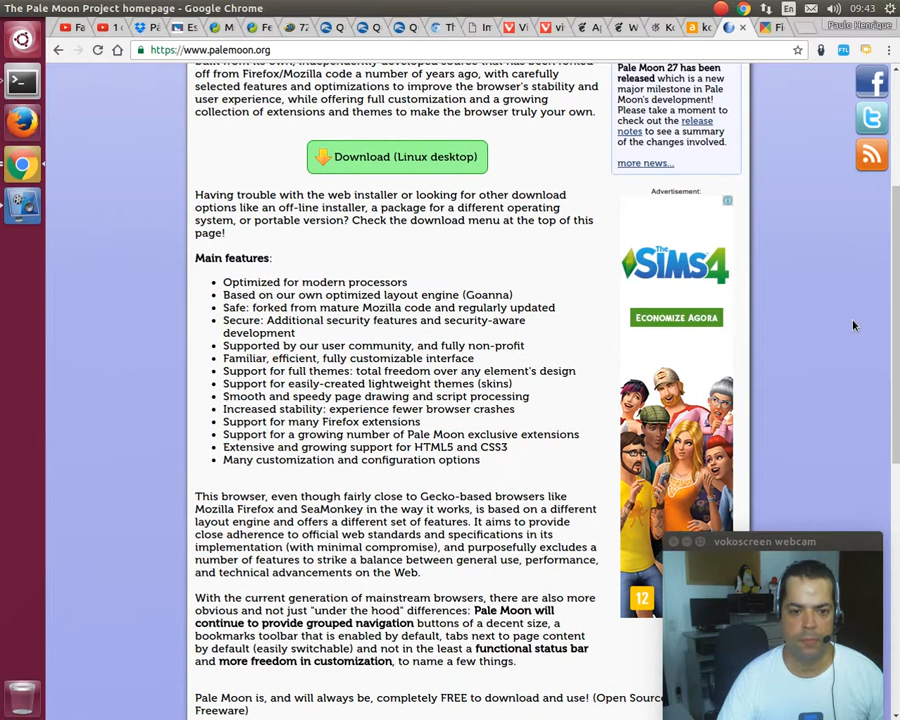 The Pale Moon Project homepage - Google Chrome
En
09:43
Fa
1
Pá
Es
M
M
Q
Q
Q
Th
In
Vi
vi
A
W
ko
Fi
Paulo Henrique
https://www.palemoon.org
FTL
off from Firefox/Mozilla code a number of years ago, with carefully
selected features and optimizations to improve the browser's stability and
user experience, while offering full customization and a growing
collection of extensions and themes to make the browser truly your own.
Download (Linux desktop)
Having trouble with the web installer or looking for other download
options like an off-line installer, a package for a different operating
system, or portable version? Check the download menu at the top of this
page!
Main features:
Optimized for modern processors
Based on our own optimized layout engine (Goanna)
Safe: forked from mature Mozilla code and regularly updated
Secure: Additional security features and security-aware
development
Supported by our user community, and fully non-profit
Familiar, efficient, fully customizable interface
Support for full themes: total freedom over any element's design
Support for easily-created lightweight themes (skins)
Smooth and speedy page drawing and script processing
Increased stability: experience fewer browser crashes
Support for many Firefox extensions
Support for a growing number of Pale Moon exclusive extensions
Extensive and growing support for HTML5 and CSS3
Many customization and configuration options
This browser, even though fairly close to Gecko-based browsers like
Mozilla Firefox and SeaMonkey in the way it works, is based on a different
layout engine and offers a different set of features. It aims to provide
close adherence to official web standards and specifications in its
implementation (with minimal compromise), and purposefully excludes a
number of features to strike a balance between general use, performance,
and technical advancements on the Web.
With the current generation of mainstream browsers, there are also more
obvious and not just "under the hood" differences: Pale Moon will
continue to provide grouped navigation buttons of a decent size, a
bookmarks toolbar that is enabled by default, tabs next to page content
by default (easily switchable) and not in the least a functional status bar
and more freedom in customization, to name a few things.
Pale Moon is, and will always be, completely FREE to download and use! (Open Source
Freeware)
Pale Moon 27 has been
released which is a new
major milestone in Pale
Moon's development!
Please take a moment to
check out the release
notes to see a summary
of the changes involved.
more news...
Advertisement:
The
SIMS4
ECONOMIZE AGORA
12
vokoscreen webcam